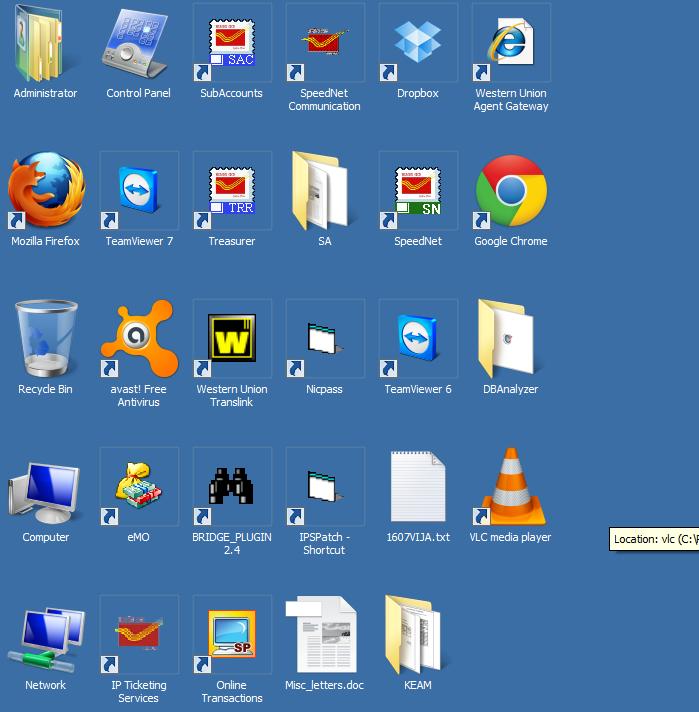 SAC
Administrator
Control Panel
SubAccounts
SpeedNet
Communication
Dropbox
Western Union
Agent Gateway
TRR
SN
Mozilla Firefox
TeamViewer 7
Treasurer
SA
SpeedNet
Google Chrome
a
W
Recycle Bin
avast! Free
Antivirus
Western Union
Translink
Nicpass
TeamViewer 6
DBAnalyzer
Computer
eMO
BRIDGE_PLUGIN
2.4
IPSPatch -
Shortcut
1607VIJA.txt
VLC media player
Location: vlc (C:\P
SP
Network
IP Ticketing
Services
Online
Transactions
Misc_letters.doc
KEAM